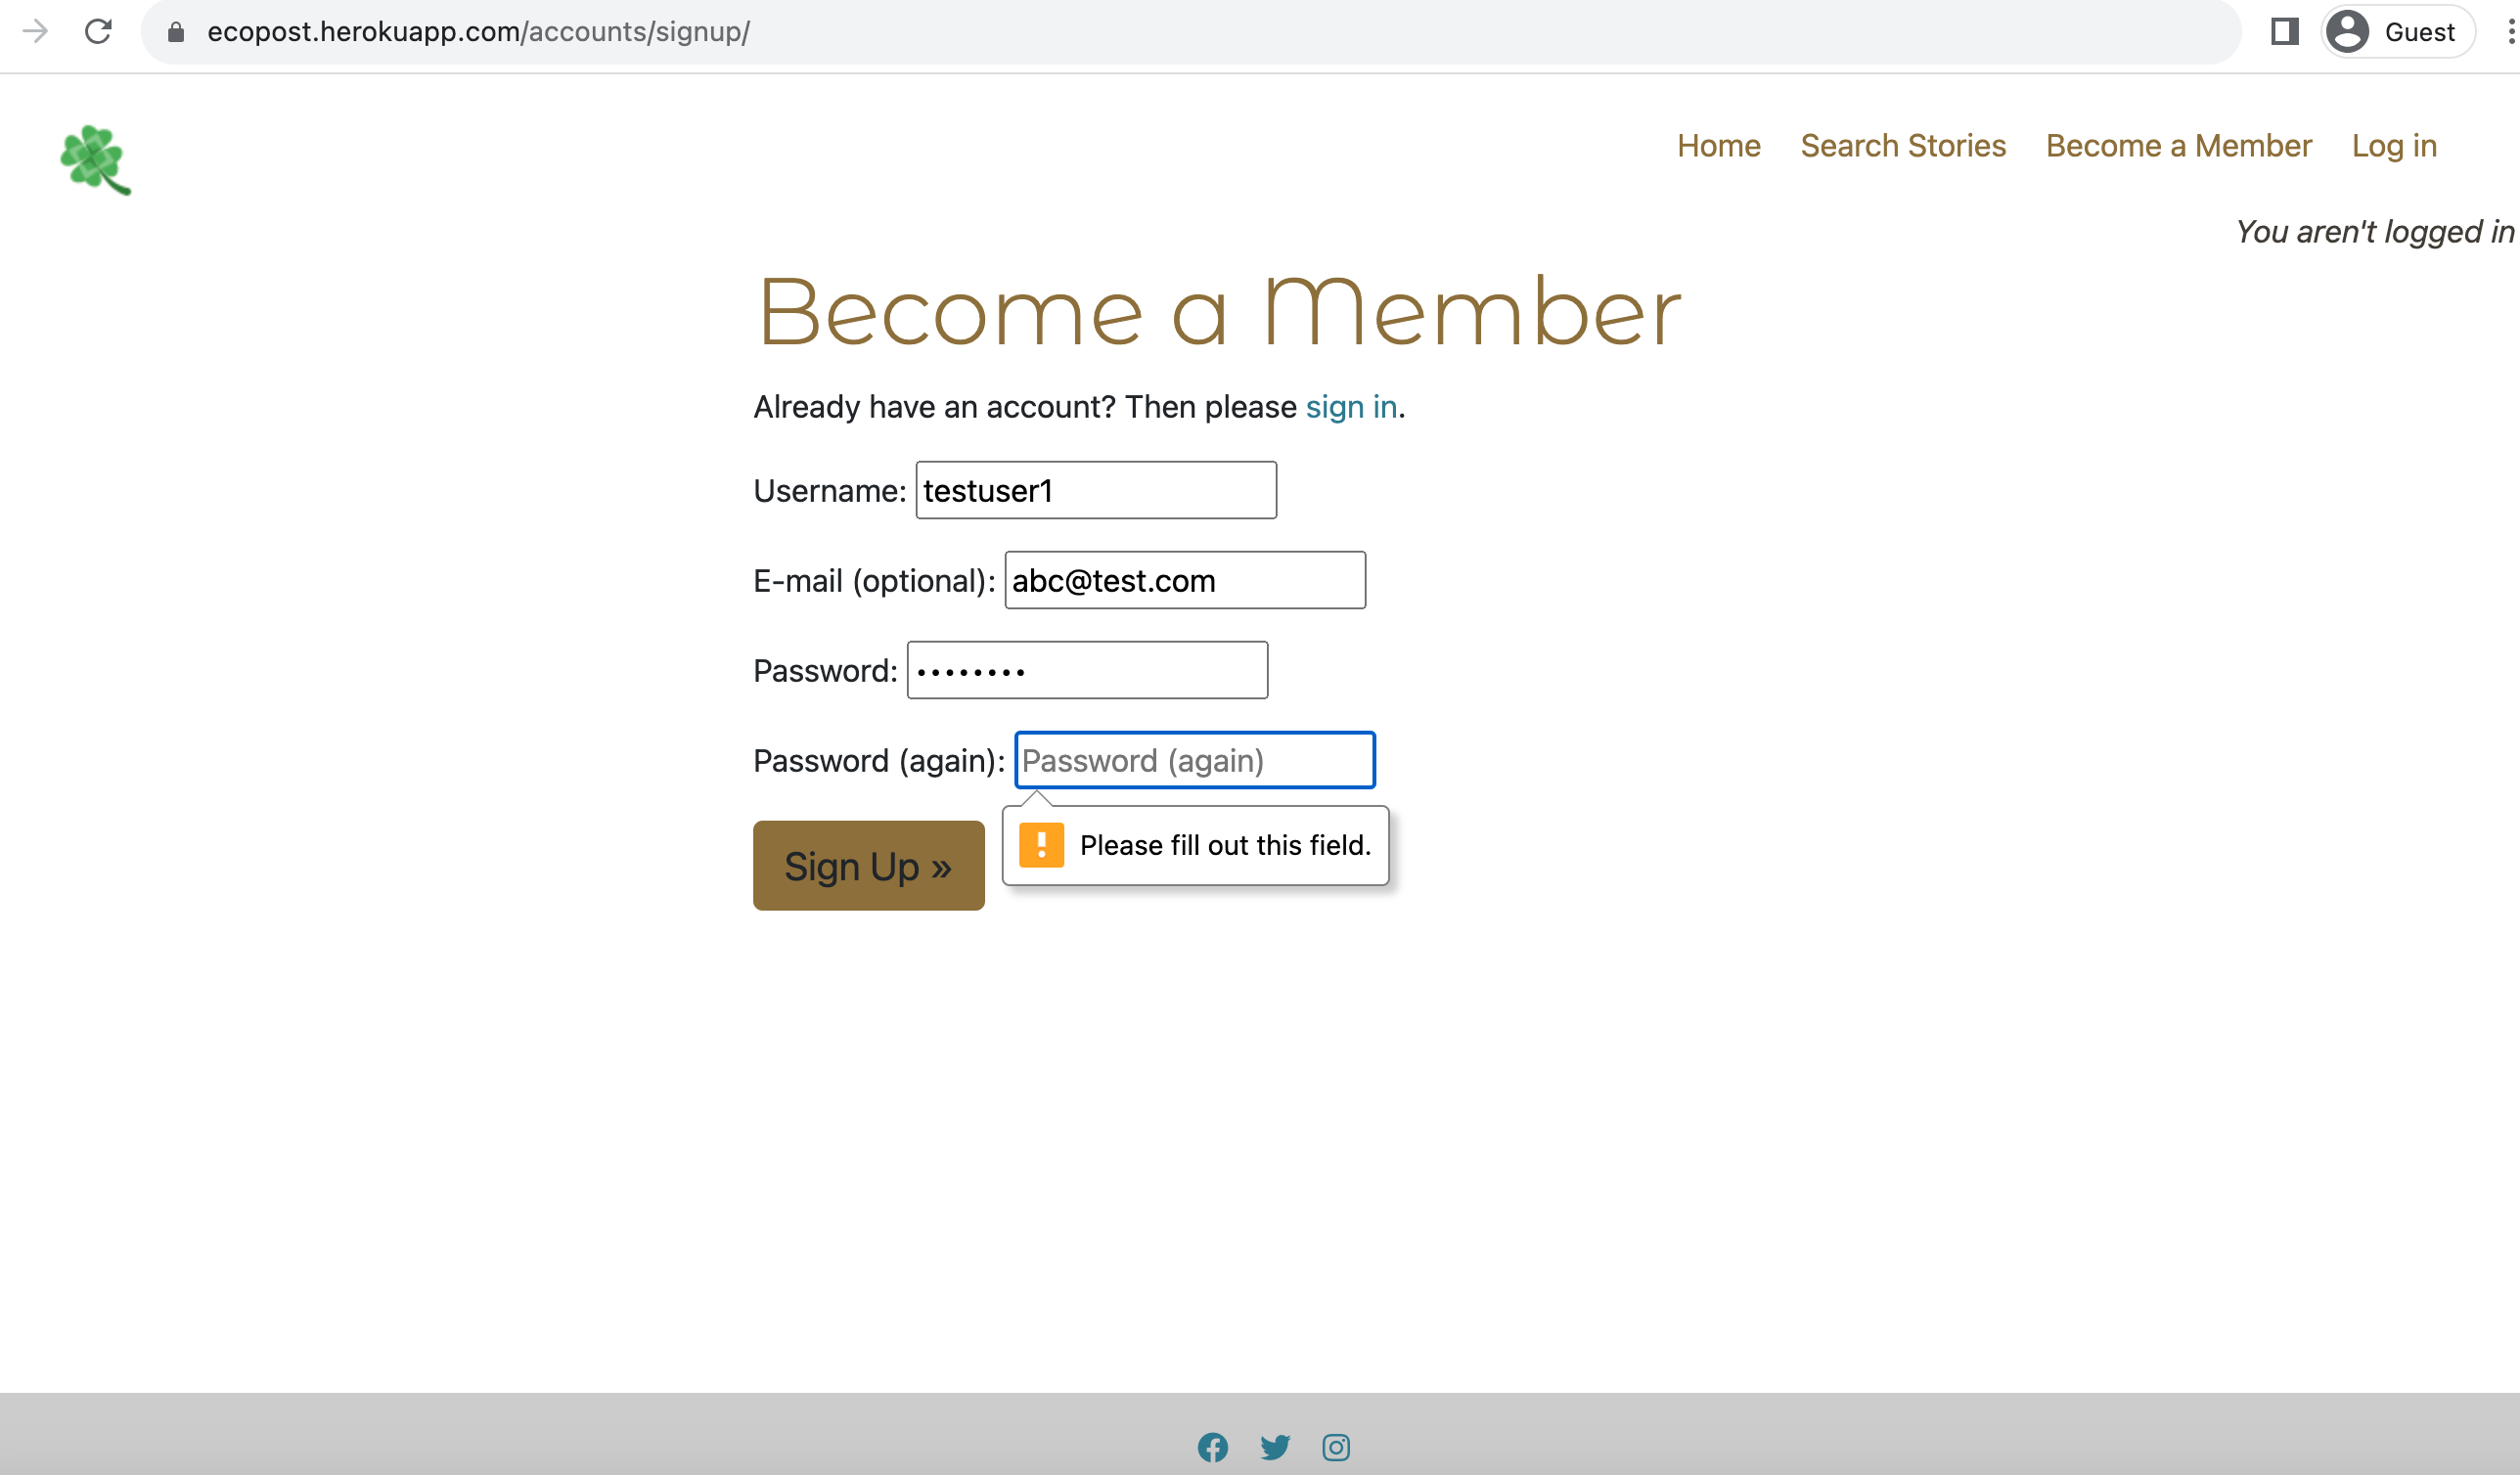 ecopost.herokuapp.com/accounts/signup/
Guest
Home Search Stories Become a Member Log in
You aren't logged in
Become a Member
Already have an account? Then please sign in.
Username: testuser1
E-mail (optional): abc@test.com
Password: ••••••••
Password (again): Password (again)
Please fill out this field.
Sign Up »